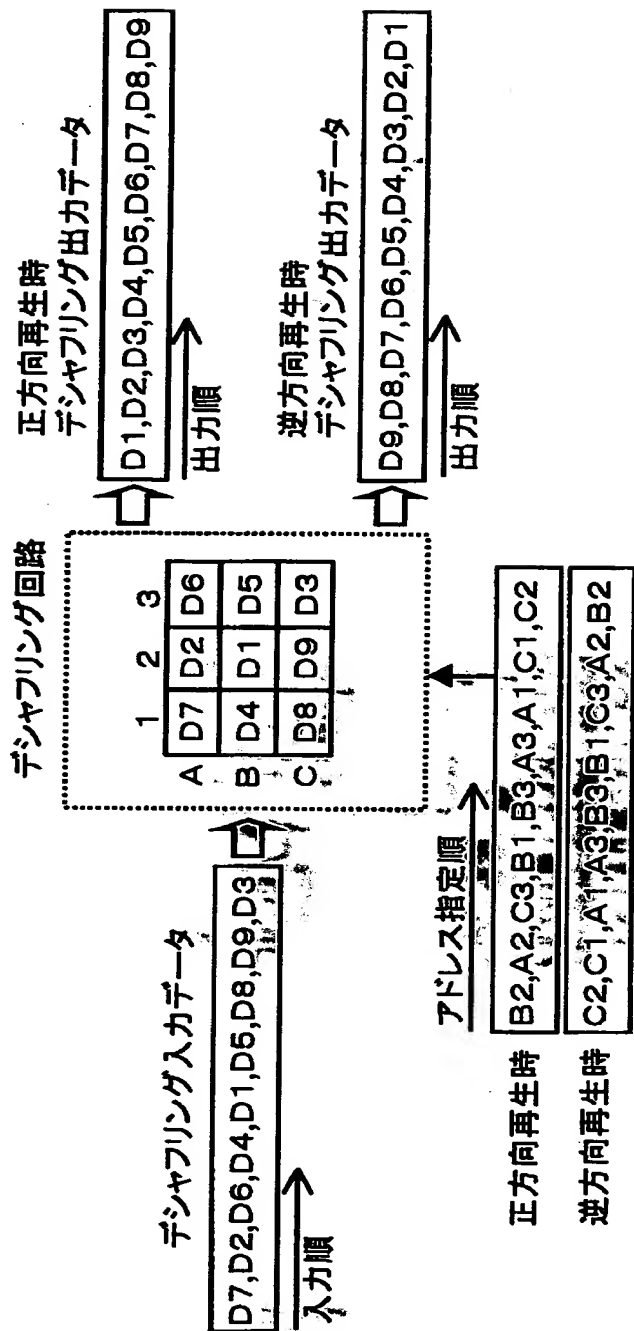 デシャフリング入力データ
D7,D2,D6,D4,D1,D5,D8,D9,D3
入力順
デシャフリング回路
1 2 3
A D7 D2 D6
B D4 D1 D5
C D8 D9 D3
正方向再生時
デシャフリング出力データ
D1,D2,D3,D4,D5,D6,D7,D8,D9
出力順
逆方向再生時
デシャフリング出力データ
D9,D8,D7,D6,D5,D4,D3,D2,D1
出力順
アドレス指定順
正方向再生時 B2,A2,C3,B1,B3,A3,A1,C1,C2
逆方向再生時 C2,C1,A1,A3,B3,B1,C3,A2,B2